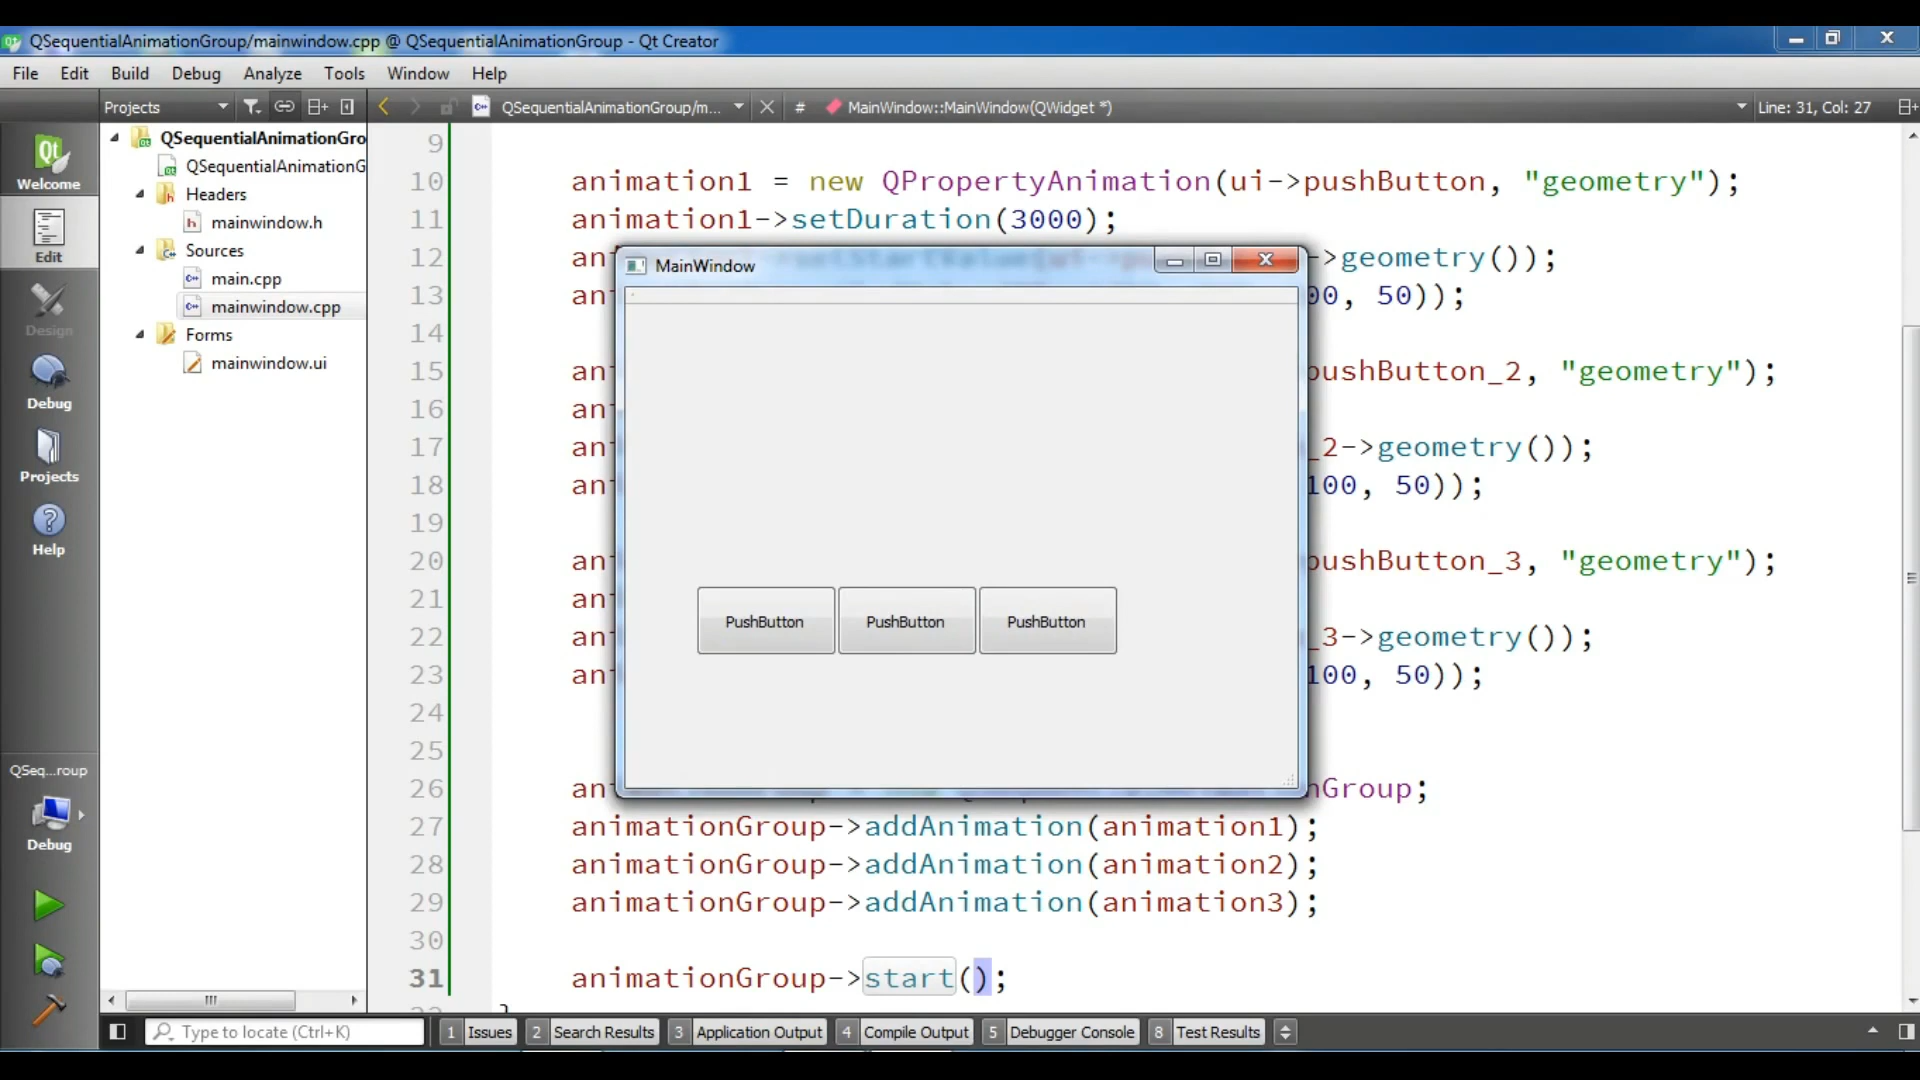 QSequentialAnimationGroup/mainwindow.cpp @ QSequentialAnimationGroup - Qt Creator
File Edit Build Debug Analyze Tools Window Help
Projects QSequentialAnimationGroup/m... # MainWindow::MainWindow(QWidget *) Line: 31, Col: 27
Welcome
Edit
Design
Debug
Projects
Help
QSeq...roup
Debug
QSequentialAnimationGro
QSequentialAnimationG
Headers
mainwindow.h
Sources
main.cpp
mainwindow.cpp
Forms
mainwindow.ui
9
10 animation1 = new QPropertyAnimation(ui->pushButton, "geometry");
11 animation1->setDuration(3000);
12 an ->geometry());
13 an 00, 50));
14
15 an pushButton_2, "geometry");
16 an
17 an _2->geometry());
18 an 100, 50));
19
20 an pushButton_3, "geometry");
21 an
22 an _3->geometry());
23 an 100, 50));
24
25
26 an nGroup;
27 animationGroup->addAnimation(animation1);
28 animationGroup->addAnimation(animation2);
29 animationGroup->addAnimation(animation3);
30
31 animationGroup->start();
MainWindow
PushButton PushButton PushButton
Type to locate (Ctrl+K) 1 Issues 2 Search Results 3 Application Output 4 Compile Output 5 Debugger Console 8 Test Results